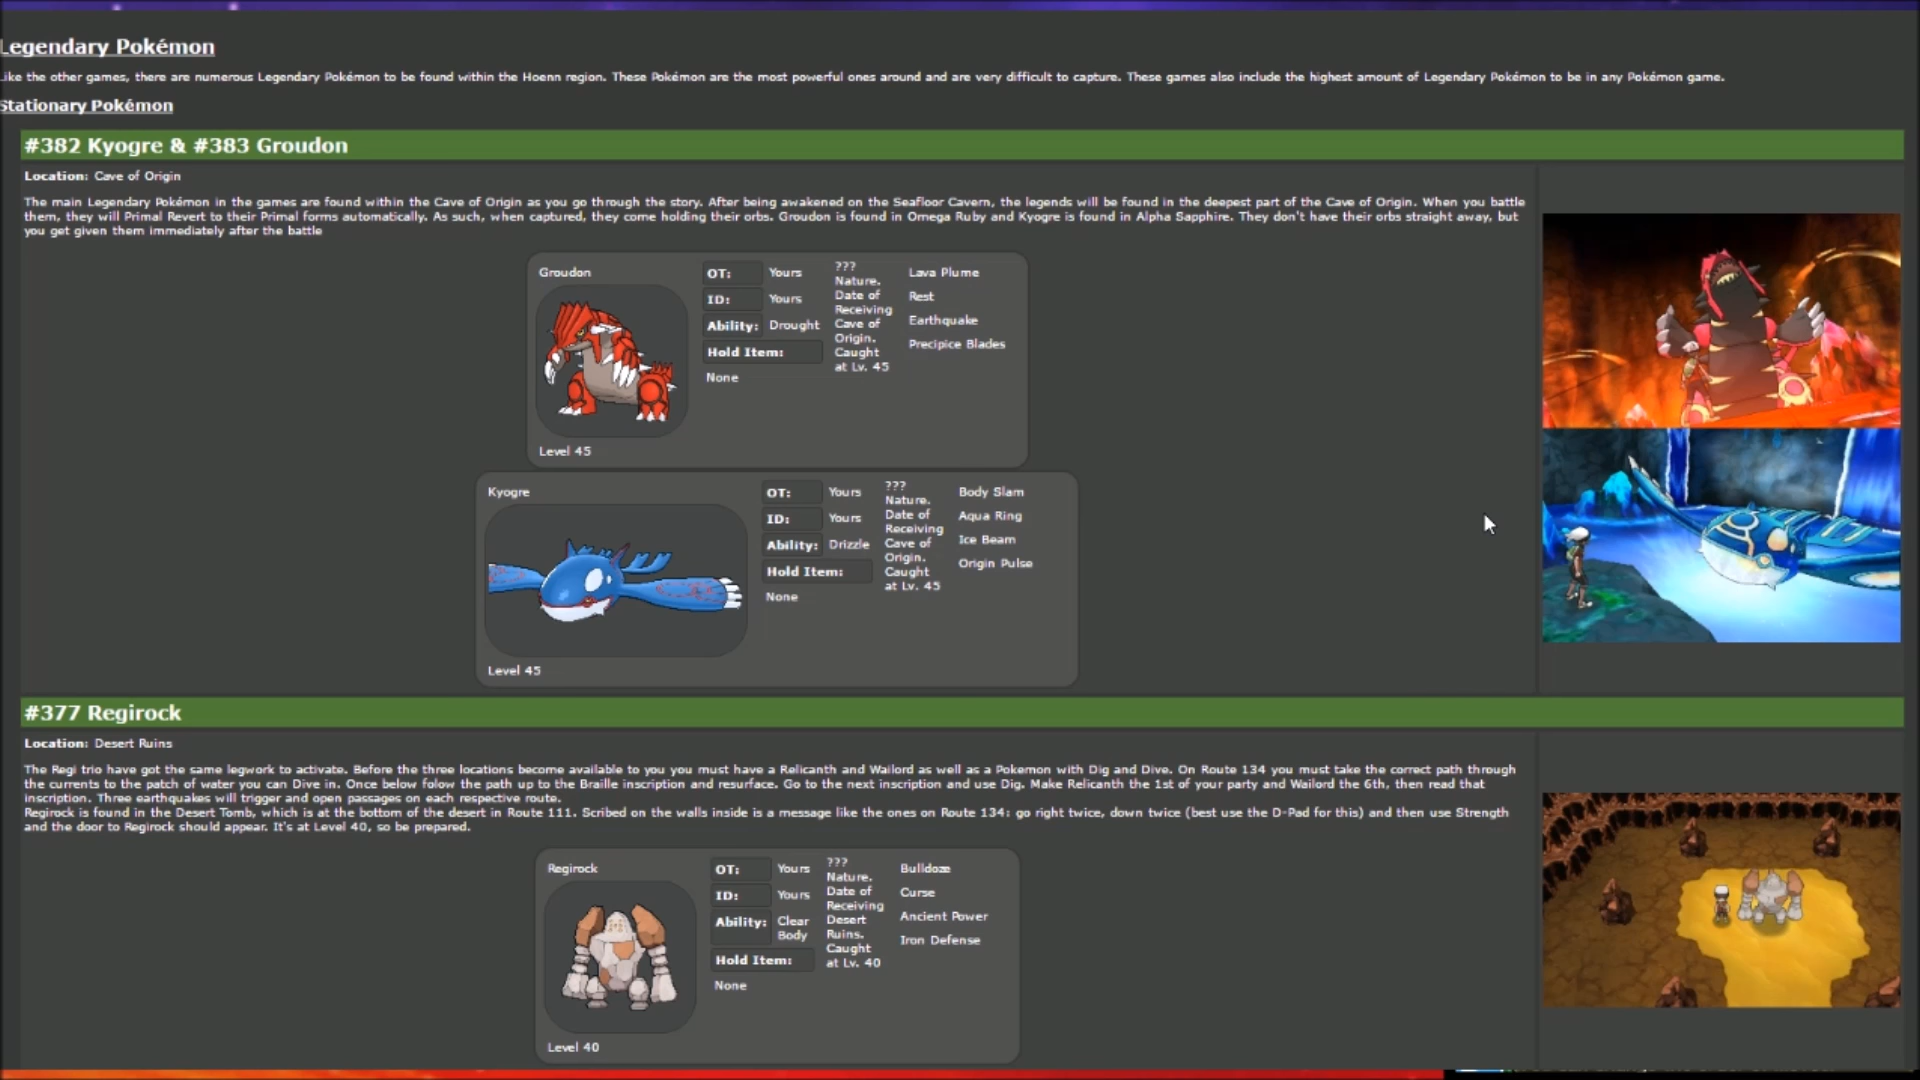 Legendary Pokémon
Like the other games, there are numerous Legendary Pokémon to be found within the Hoenn region. These Pokémon are the most powerful ones around and are very difficult to capture. These games also include the highest amount of Legendary Pokémon to be in any Pokémon game.
Stationary Pokémon
#382 Kyogre & #383 Groudon
Location: Cave of Origin
The main Legendary Pokémon in the games are found within the Cave of Origin as you go through the story. After being awakened on the Seafloor Cavern, the legends will be found in the deepest part of the Cave of Origin. When you battle
them, they will Primal Revert to their Primal forms automatically. As such, when captured, they come holding their orbs. Groudon is found in Omega Ruby and Kyogre is found in Alpha Sapphire. They don't have their orbs straight away, but
you get given them immediately after the battle
Groudon
Level 45
OT: Yours
ID: Yours
Ability: Drought
Hold Item:
None
???
Nature.
Date of
Receiving
Cave of
Origin.
Caught
at Lv. 45
Lava Plume
Rest
Earthquake
Precipice Blades
Kyogre
Level 45
OT: Yours
ID: Yours
Ability: Drizzle
Hold Item:
None
???
Nature.
Date of
Receiving
Cave of
Origin.
Caught
at Lv. 45
Body Slam
Aqua Ring
Ice Beam
Origin Pulse
#377 Regirock
Location: Desert Ruins
The Regi trio have got the same legwork to activate. Before the three locations become available to you you must have a Relicanth and Wailord as well as a Pokemon with Dig and Dive. On Route 134 you must take the correct path through
the currents to the patch of water you can Dive in. Once below folow the path up to the Braille inscription and resurface. Go to the next inscription and use Dig. Make Relicanth the 1st of your party and Wailord the 6th, then read that
inscription. Three earthquakes will trigger and open passages on each respective route.
Regirock is found in the Desert Tomb, which is at the bottom of the desert in Route 111. Scribed on the walls inside is a message like the ones on Route 134: go right twice, down twice (best use the D-Pad for this) and then use Strength
and the door to Regirock should appear. It's at Level 40, so be prepared.
Regirock
Level 40
OT: Yours
ID: Yours
Ability: Clear
Body
Hold Item:
None
???
Nature.
Date of
Receiving
Desert
Ruins.
Caught
at Lv. 40
Bulldoze
Curse
Ancient Power
Iron Defense